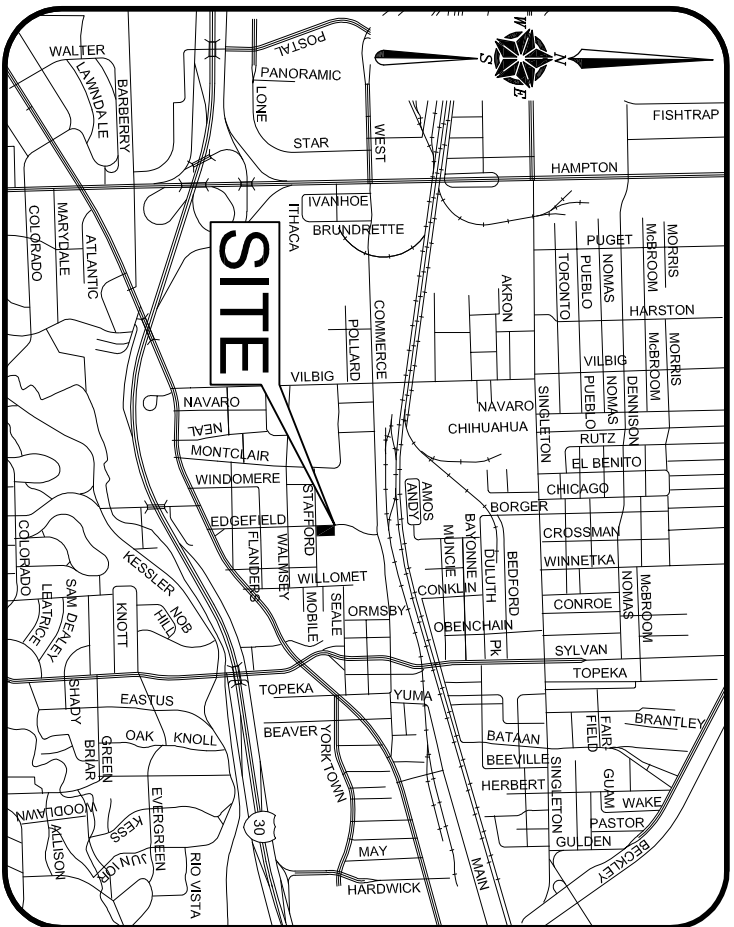 WALTER
LAWNDA LE
BARBERRY
POSTAL
PANORAMIC
LONE
STAR
WEST
W
N
S
E
FISHTRAP
HAMPTON
IVANHOE
BRUNDRETTE
ITHACA
COLORADO
MARYDALE
ATLANTIC
SITE
PUGET
McBROOM
MORRIS
TORONTO
PUEBLO
NOMAS
AKRON
HARSTON
COMMERCE
POLLARD
VILBIG
VILBIG
McBROOM
MORRIS
NAVARO
NEAL
MONTCLAIR
WINDOMERE
NAVARO
CHIHUAHUA
SINGLETON
PUEBLO
NOMAS
DENNISON
RUTZ
EL BENITO
CHICAGO
BORGER
AMOS
ANDY
STAFFORD
EDGEFIELD
FLANDERS
WALMSEY
WILLOMET
MOBILE
SEALE
ORMSBY
MUNCIE
BAYONNE
DULUTH
BEDFORD
CONKLIN
OBENCHAIN
Pk
CROSSMAN
WINNETKA
CONROE
NOMAS
McBROOM
SYLVAN
TOPEKA
COLORADO
KESSLER
SAM DEALEY
LEATRICE
KNOTT
NOB
HILL
SHADY
EASTUS
TOPEKA
YUMA
OAK KNOLL
GREEN
BRIAR
BEAVER
YORKTOWN
BATAAN
BEEVILLE
HERBERT
SINGLETON
FAIR
FIELD
BRANTLEY
GUAM
WAKE
PASTOR
GULDEN
BECKLEY
WOODLAWN
ALLISON
KESS
JUNIOR
EVERGREEN
RIO VISTA
30
MAY
HARDWICK
MAIN